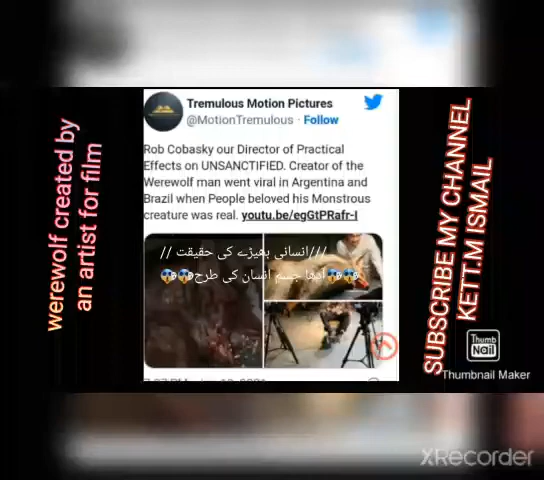 werewolf created by
an artist for film
Tremulous Motion Pictures
@MotionTremulous · Follow
Rob Cobasky our Director of Practical
Effects on UNSANCTIFIED. Creator of the
Werewolf man went viral in Argentina and
Brazil when People beloved his Monstrous
creature was real. youtu.be/egGtPRafr-I
///انسانی بھیڑے کی حقیقت //
😱😱آدھا جسم انسان کی طرح😱😱
SUBSCRIBE MY CHANNEL
KETT.M ISMAIL
Thumb
Nail
Thumbnail Maker
XRecorder